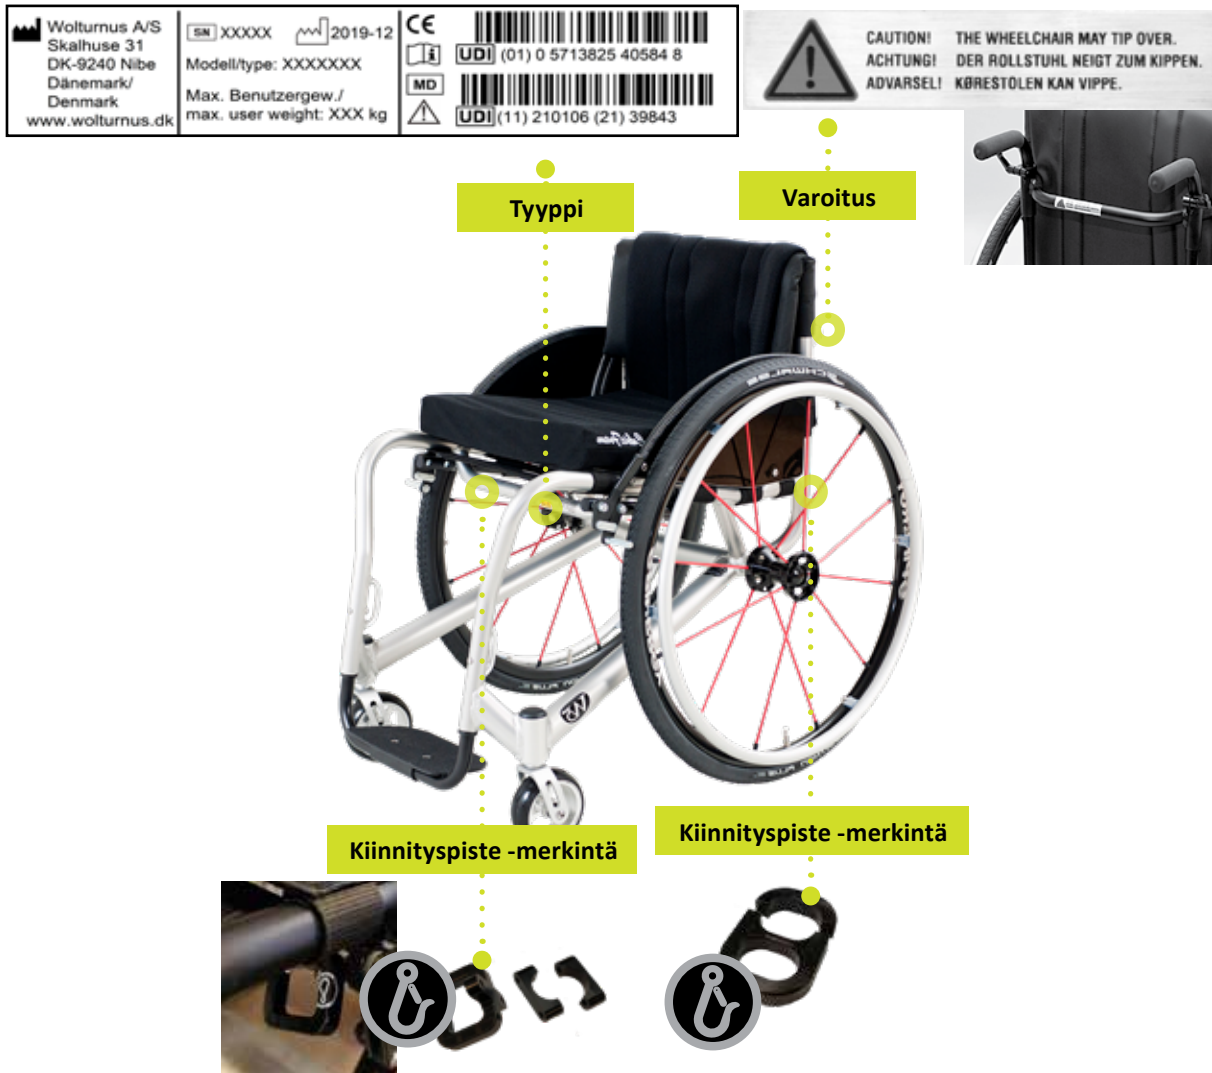 Wolturnus A/S
Skalhuse 31
DK-9240 Nibe
Dänemark/
Denmark
www.wolturnus.dk
SN XXXXX 2019-12
Modell/type: XXXXXXX
Max. Benutzergew./
max. user weight: XXX kg
CE
MD
UDI (01) 0 5713825 40584 8
UDI (11) 210106 (21) 39843
CAUTION! THE WHEELCHAIR MAY TIP OVER.
ACHTUNG! DER ROLLSTUHL NEIGT ZUM KIPPEN.
ADVARSEL! KØRESTOLEN KAN VIPPE.
Tyyppi
Varoitus
Kiinnityspiste -merkintä
Kiinnityspiste -merkintä